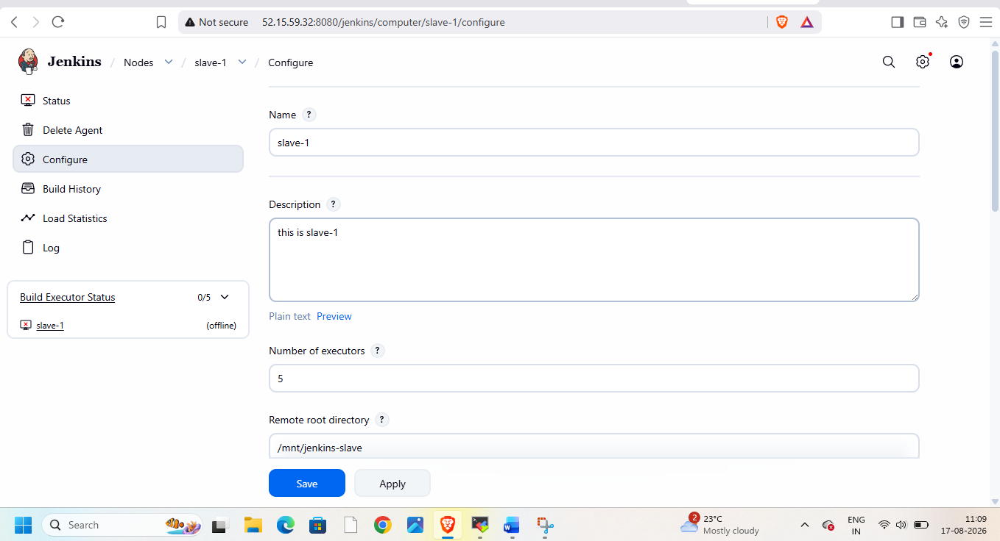 Not secure 52.15.59.32:8080/jenkins/computer/slave-1/configure
Jenkins / Nodes / slave-1 / Configure
Status
Delete Agent
Configure
Build History
Load Statistics
Log
Build Executor Status 0/5
slave-1 (offline)
Name ?
slave-1
Description ?
this is slave-1
Plain text Preview
Number of executors ?
5
Remote root directory ?
/mnt/jenkins-slave
Save Apply
Search
2
23°C
Mostly cloudy
ENG
IN
11:09
17-08-2026